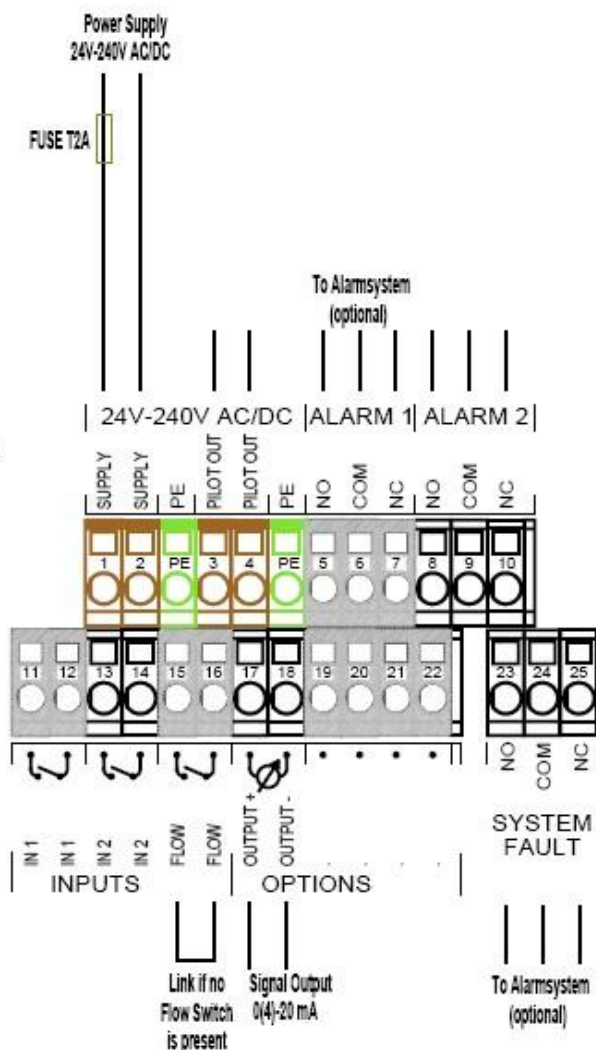 Power Supply
24V-240V AC/DC
FUSE T2A
To Alarmsystem
(optional)
24V-240V AC/DC
ALARM 1
ALARM 2
SUPPLY
SUPPLY
PE
PILOT OUT
PILOT OUT
PE
NO
COM
NC
NO
COM
NC
1
2
PE
3
4
PE
5
6
7
8
9
10
11
12
13
14
15
16
17
18
19
20
21
22
23
24
25
IN 1
IN 1
IN 2
IN 2
FLOW
FLOW
OUTPUT +
OUTPUT -
NO
COM
NC
INPUTS
OPTIONS
SYSTEM
FAULT
Link if no
Flow Switch
is present
Signal Output
0(4)-20 mA
To Alarmsystem
(optional)